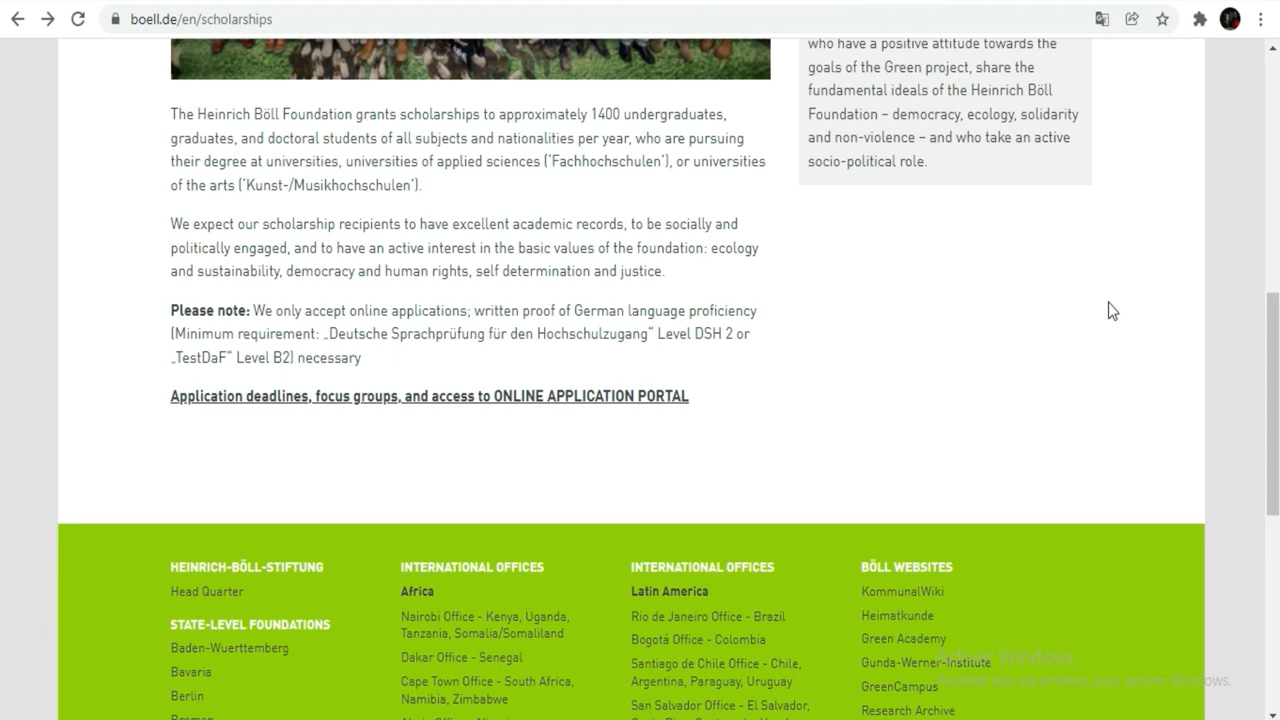 boell.de/en/scholarships
The Heinrich Böll Foundation grants scholarships to approximately 1400 undergraduates,
graduates, and doctoral students of all subjects and nationalities per year, who are pursuing
their degree at universities, universities of applied sciences (‘Fachhochschulen’), or universities
of the arts (‘Kunst-/Musikhochschulen’).
We expect our scholarship recipients to have excellent academic records, to be socially and
politically engaged, and to have an active interest in the basic values of the foundation: ecology
and sustainability, democracy and human rights, self determination and justice.
Please note: We only accept online applications; written proof of German language proficiency
(Minimum requirement: „Deutsche Sprachprüfung für den Hochschulzugang“ Level DSH 2 or
„TestDaF“ Level B2) necessary
Application deadlines, focus groups, and access to ONLINE APPLICATION PORTAL
who have a positive attitude towards the
goals of the Green project, share the
fundamental ideals of the Heinrich Böll
Foundation – democracy, ecology, solidarity
and non-violence – and who take an active
socio-political role.
HEINRICH-BÖLL-STIFTUNG
Head Quarter
STATE-LEVEL FOUNDATIONS
Baden-Wuerttemberg
Bavaria
Berlin
Bremen
INTERNATIONAL OFFICES
Africa
Nairobi Office - Kenya, Uganda,
Tanzania, Somalia/Somaliland
Dakar Office - Senegal
Cape Town Office - South Africa,
Namibia, Zimbabwe
INTERNATIONAL OFFICES
Latin America
Rio de Janeiro Office - Brazil
Bogotá Office - Colombia
Santiago de Chile Office - Chile,
Argentina, Paraguay, Uruguay
San Salvador Office - El Salvador,
BÖLL WEBSITES
KommunalWiki
Heimatkunde
Green Academy
Gunda-Werner-Institute
GreenCampus
Research Archive
Activer Windows
Accédez aux paramètres pour activer Windows.